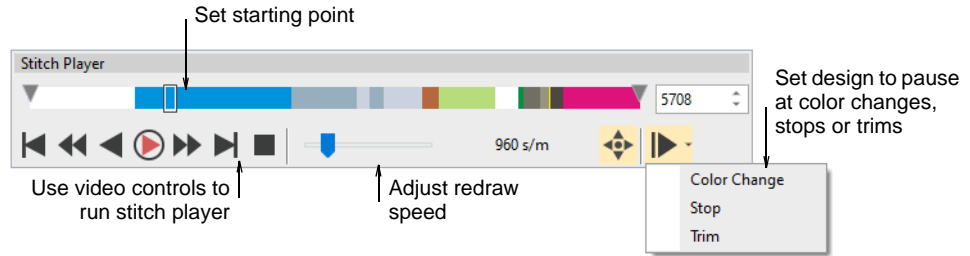 Set starting point
Stitch Player
5708
Set design to pause
at color changes,
stops or trims
960 s/m
Use video controls to
run stitch player
Adjust redraw
speed
Color Change
Stop
Trim